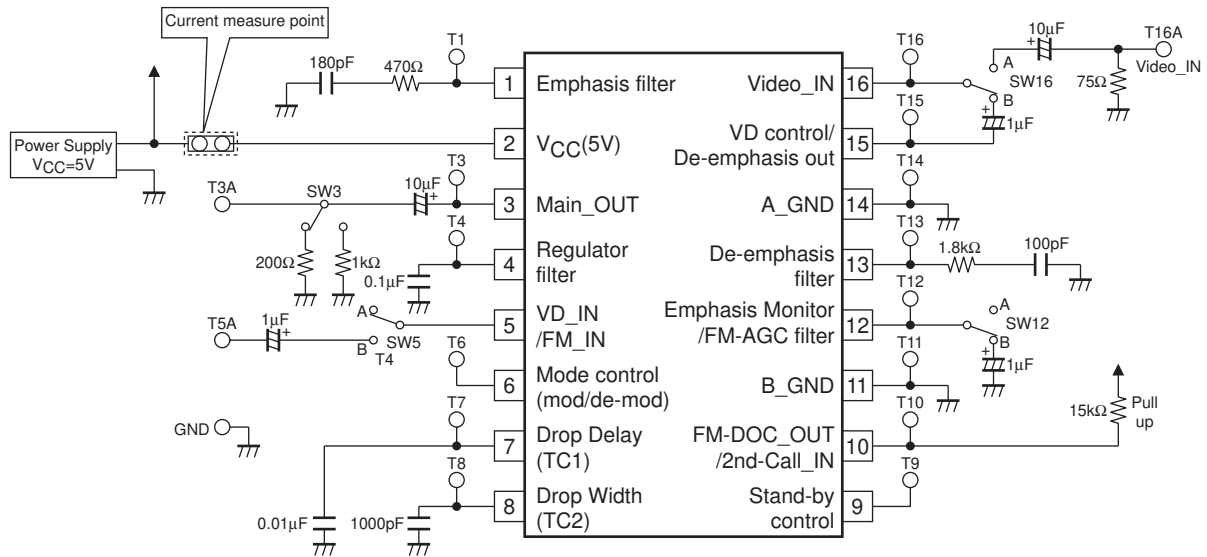 Current measure point
Power Supply
VCC=5V
180pF
470Ω
T1
1 Emphasis filter
2 VCC(5V)
T3A
SW3
10μF
+
T3
3 Main_OUT
200Ω
1kΩ
T4
0.1μF
4 Regulator
filter
T5A
1μF
+
A
B
SW5
T4
5 VD_IN
/FM_IN
T6
6 Mode control
(mod/de-mod)
GND
T7
7 Drop Delay
(TC1)
0.01μF
T8
1000pF
8 Drop Width
(TC2)
Video_IN 16
T16
A
B
SW16
10μF
+
T16A
Video_IN
75Ω
VD control/
De-emphasis out
15
T15
+
1μF
A_GND 14
T14
De-emphasis
filter
13
T13
1.8kΩ
100pF
Emphasis Monitor
/FM-AGC filter
12
T12
A
B
SW12
+
1μF
B_GND 11
T11
FM-DOC_OUT
/2nd-Call_IN
10
T10
15kΩ
Pull
up
Stand-by
control
9
T9